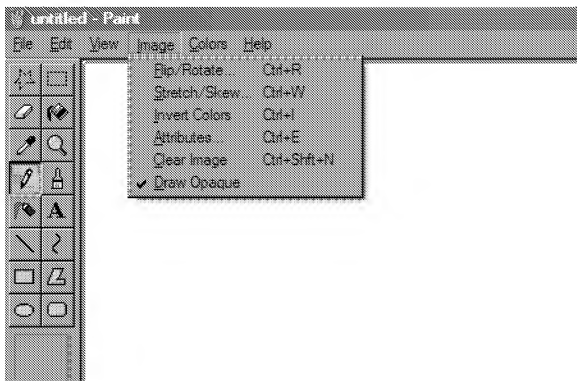 untitled - Paint
File Edit View Image Colors Help
Flip/Rotate... Ctrl+R
Stretch/Skew... Ctrl+W
Invert Colors Ctrl+I
Attributes... Ctrl+E
Clear Image Ctrl+Shft+N
Draw Opaque
A